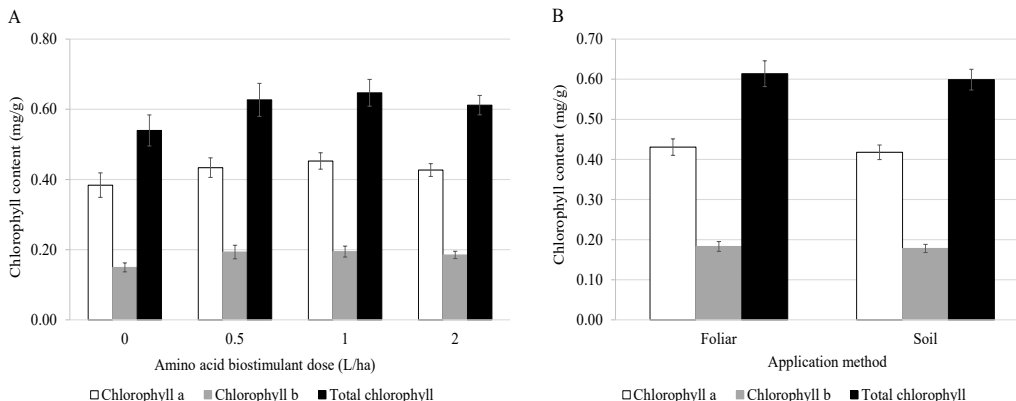 A
Chlorophyll content (mg/g)
0.80
0.60
0.40
0.20
0.00
0 0.5 1 2
Amino acid biostimulant dose (L/ha)
Chlorophyll a Chlorophyll b Total chlorophyll
B
Chlorophyll content (mg/g)
0.70
0.60
0.50
0.40
0.30
0.20
0.10
0.00
Foliar Soil
Application method
Chlorophyll a Chlorophyll b Total chlorophyll